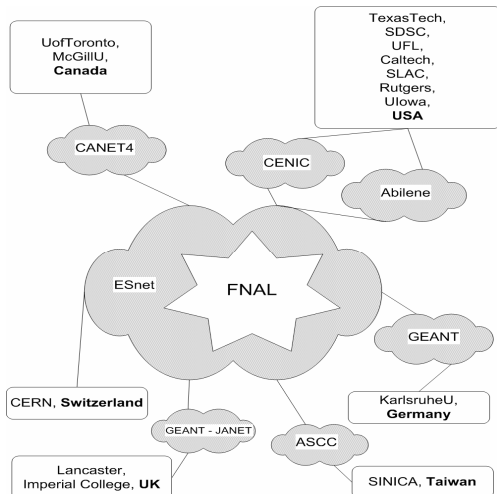 UofToronto,
McGillU,
Canada
TexasTech,
SDSC,
UFL,
Caltech,
SLAC,
Rutgers,
UIowa,
USA
CANET4
CENIC
Abilene
ESnet
FNAL
GEANT
CERN, Switzerland
KarlsruheU,
Germany
GEANT - JANET
ASCC
Lancaster,
Imperial College, UK
SINICA, Taiwan